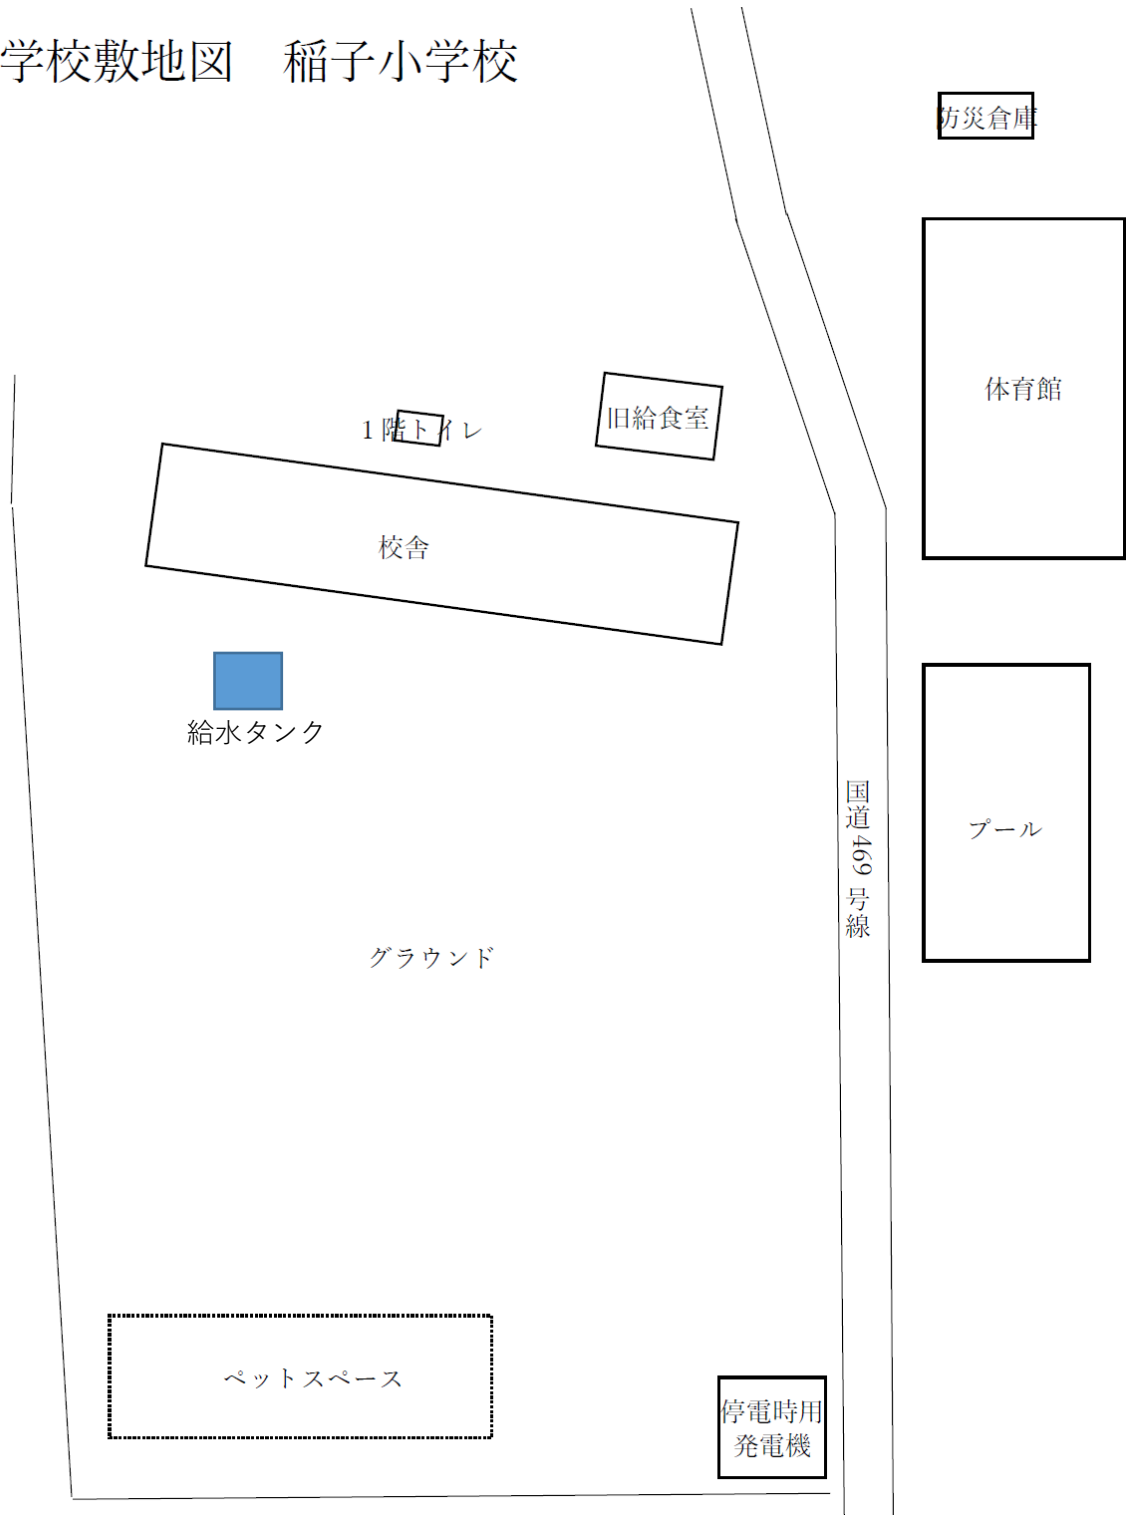 学校敷地図　稲子小学校
防災倉庫
体育館
旧給食室
1階トイレ
校舎
給水タンク
国道469号線
プール
グラウンド
ペットスペース
停電時用
発電機